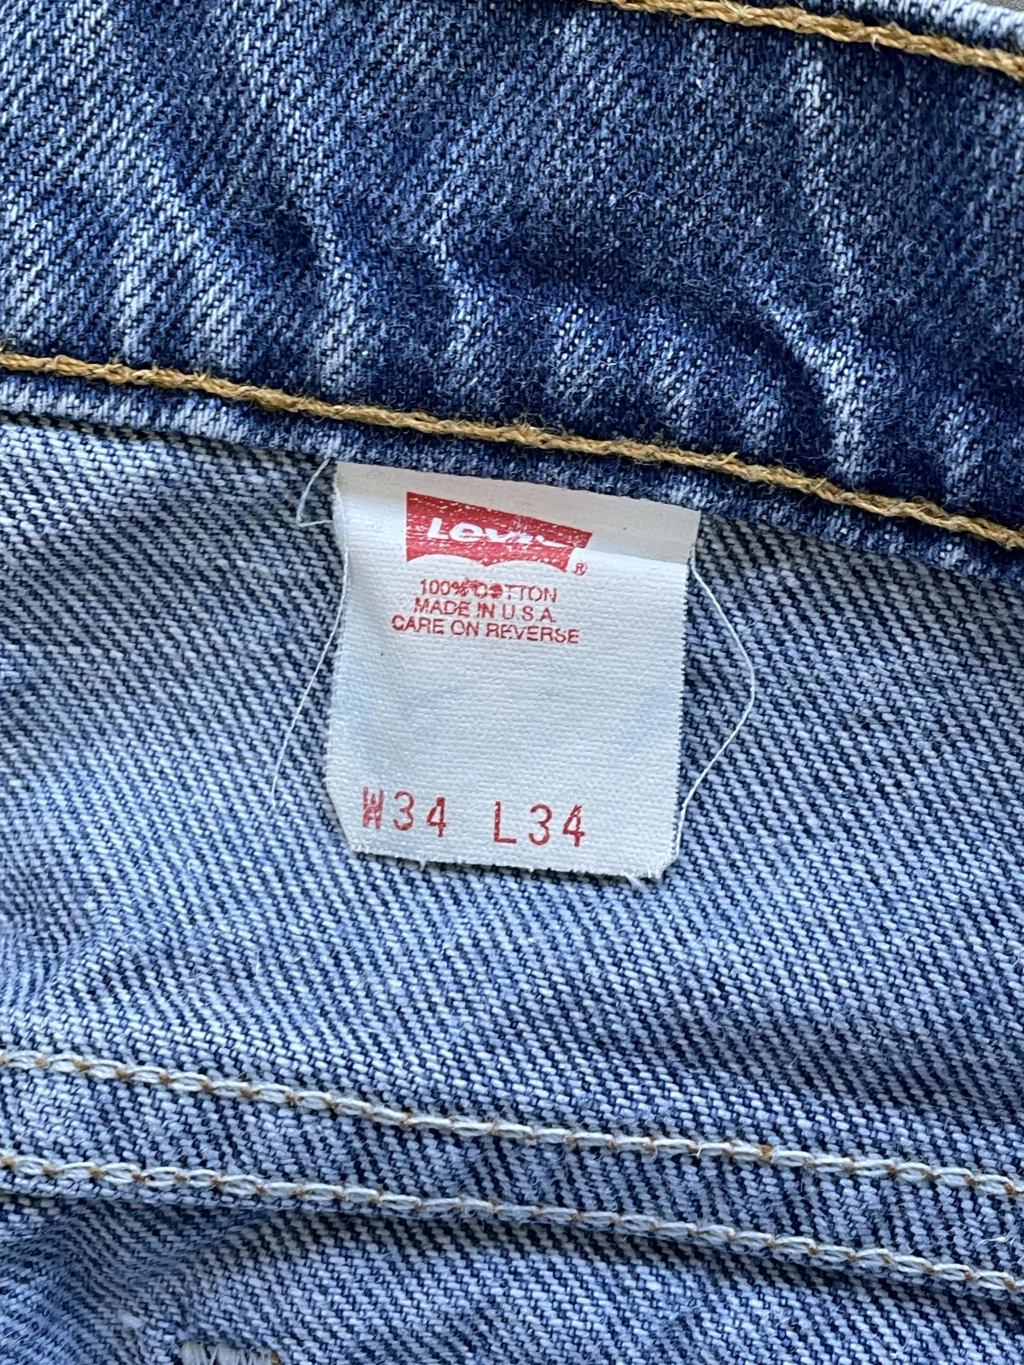 Levi's
®
100% COTTON
MADE IN U.S.A.
CARE ON REVERSE
W34 L34